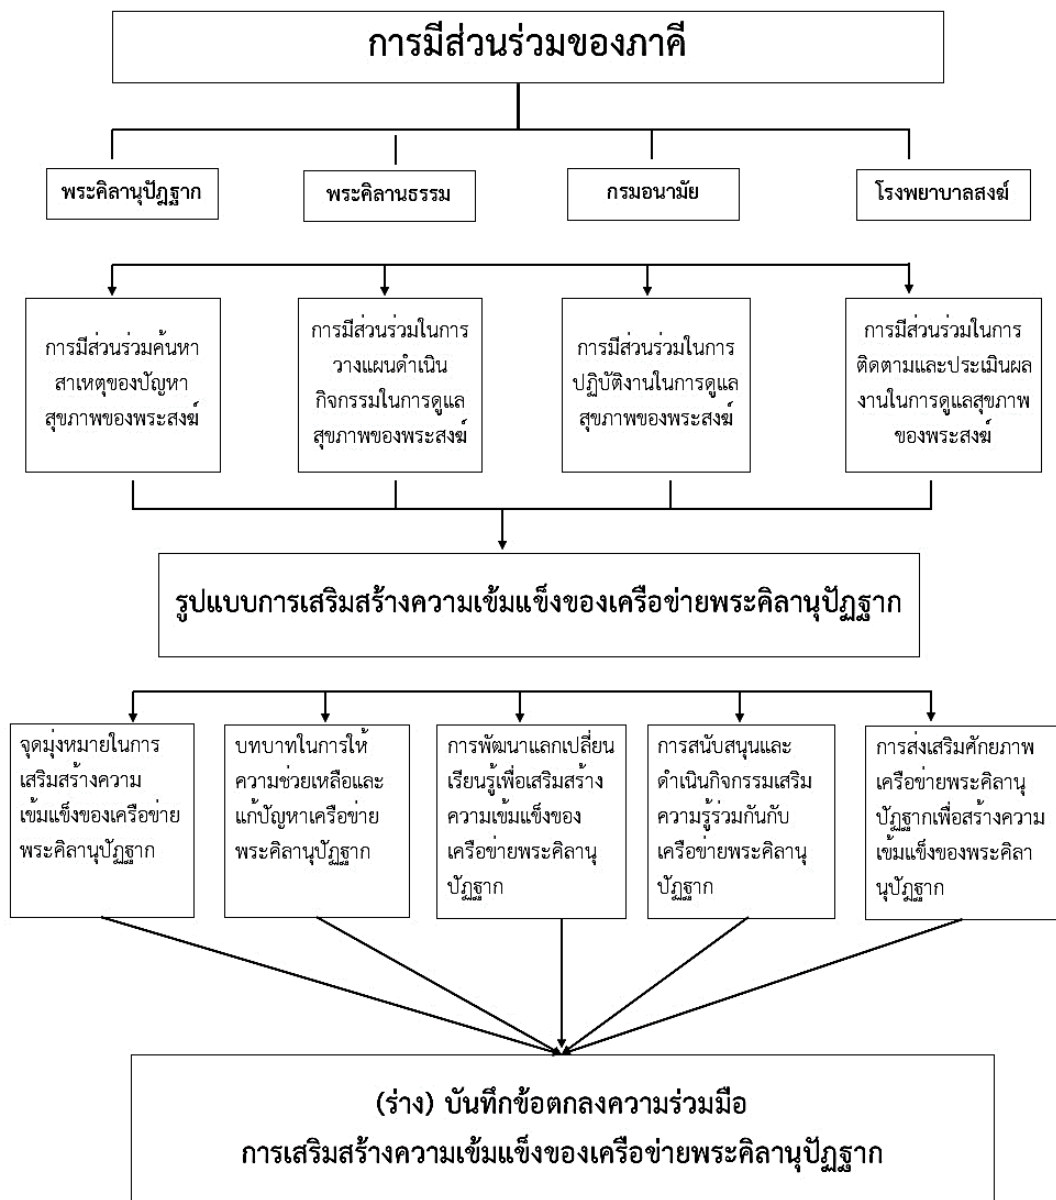 การมีส่วนร่วมของภาคี
พระคิลานุปัฏฐาก
พระคิลานธรรม
กรมอนามัย
โรงพยาบาลสงฆ์
การมีส่วนร่วมค้นหา
สาเหตุของปัญหา
สุขภาพของพระสงฆ์
การมีส่วนร่วมในการ
วางแผนดำเนิน
กิจกรรมในการดูแล
สุขภาพของพระสงฆ์
การมีส่วนร่วมในการ
ปฏิบัติงานในการดูแล
สุขภาพของพระสงฆ์
การมีส่วนร่วมในการ
ติดตามและประเมินผล
งานในการดูแลสุขภาพ
ของพระสงฆ์
รูปแบบการเสริมสร้างความเข้มแข็งของเครือข่ายพระคิลานุปัฏฐาก
จุดมุ่งหมายในการ
เสริมสร้างความ
เข้มแข็งของเครือข่าย
พระคิลานุปัฏฐาก
บทบาทในการให้
ความช่วยเหลือและ
แก้ปัญหาเครือข่าย
พระคิลานุปัฏฐาก
การพัฒนาแลกเปลี่ยน
เรียนรู้เพื่อเสริมสร้าง
ความเข้มแข็งของ
เครือข่ายพระคิลานุ
ปัฏฐาก
การสนับสนุนและ
ดำเนินกิจกรรมเสริม
ความรู้ร่วมกันกับ
เครือข่ายพระคิลานุ
ปัฏฐาก
การส่งเสริมศักยภาพ
เครือข่ายพระคิลานุ
ปัฏฐากเพื่อสร้างความ
เข้มแข็งของพระคิลา
นุปัฏฐาก
(ร่าง) บันทึกข้อตกลงความร่วมมือ
การเสริมสร้างความเข้มแข็งของเครือข่ายพระคิลานุปัฏฐาก